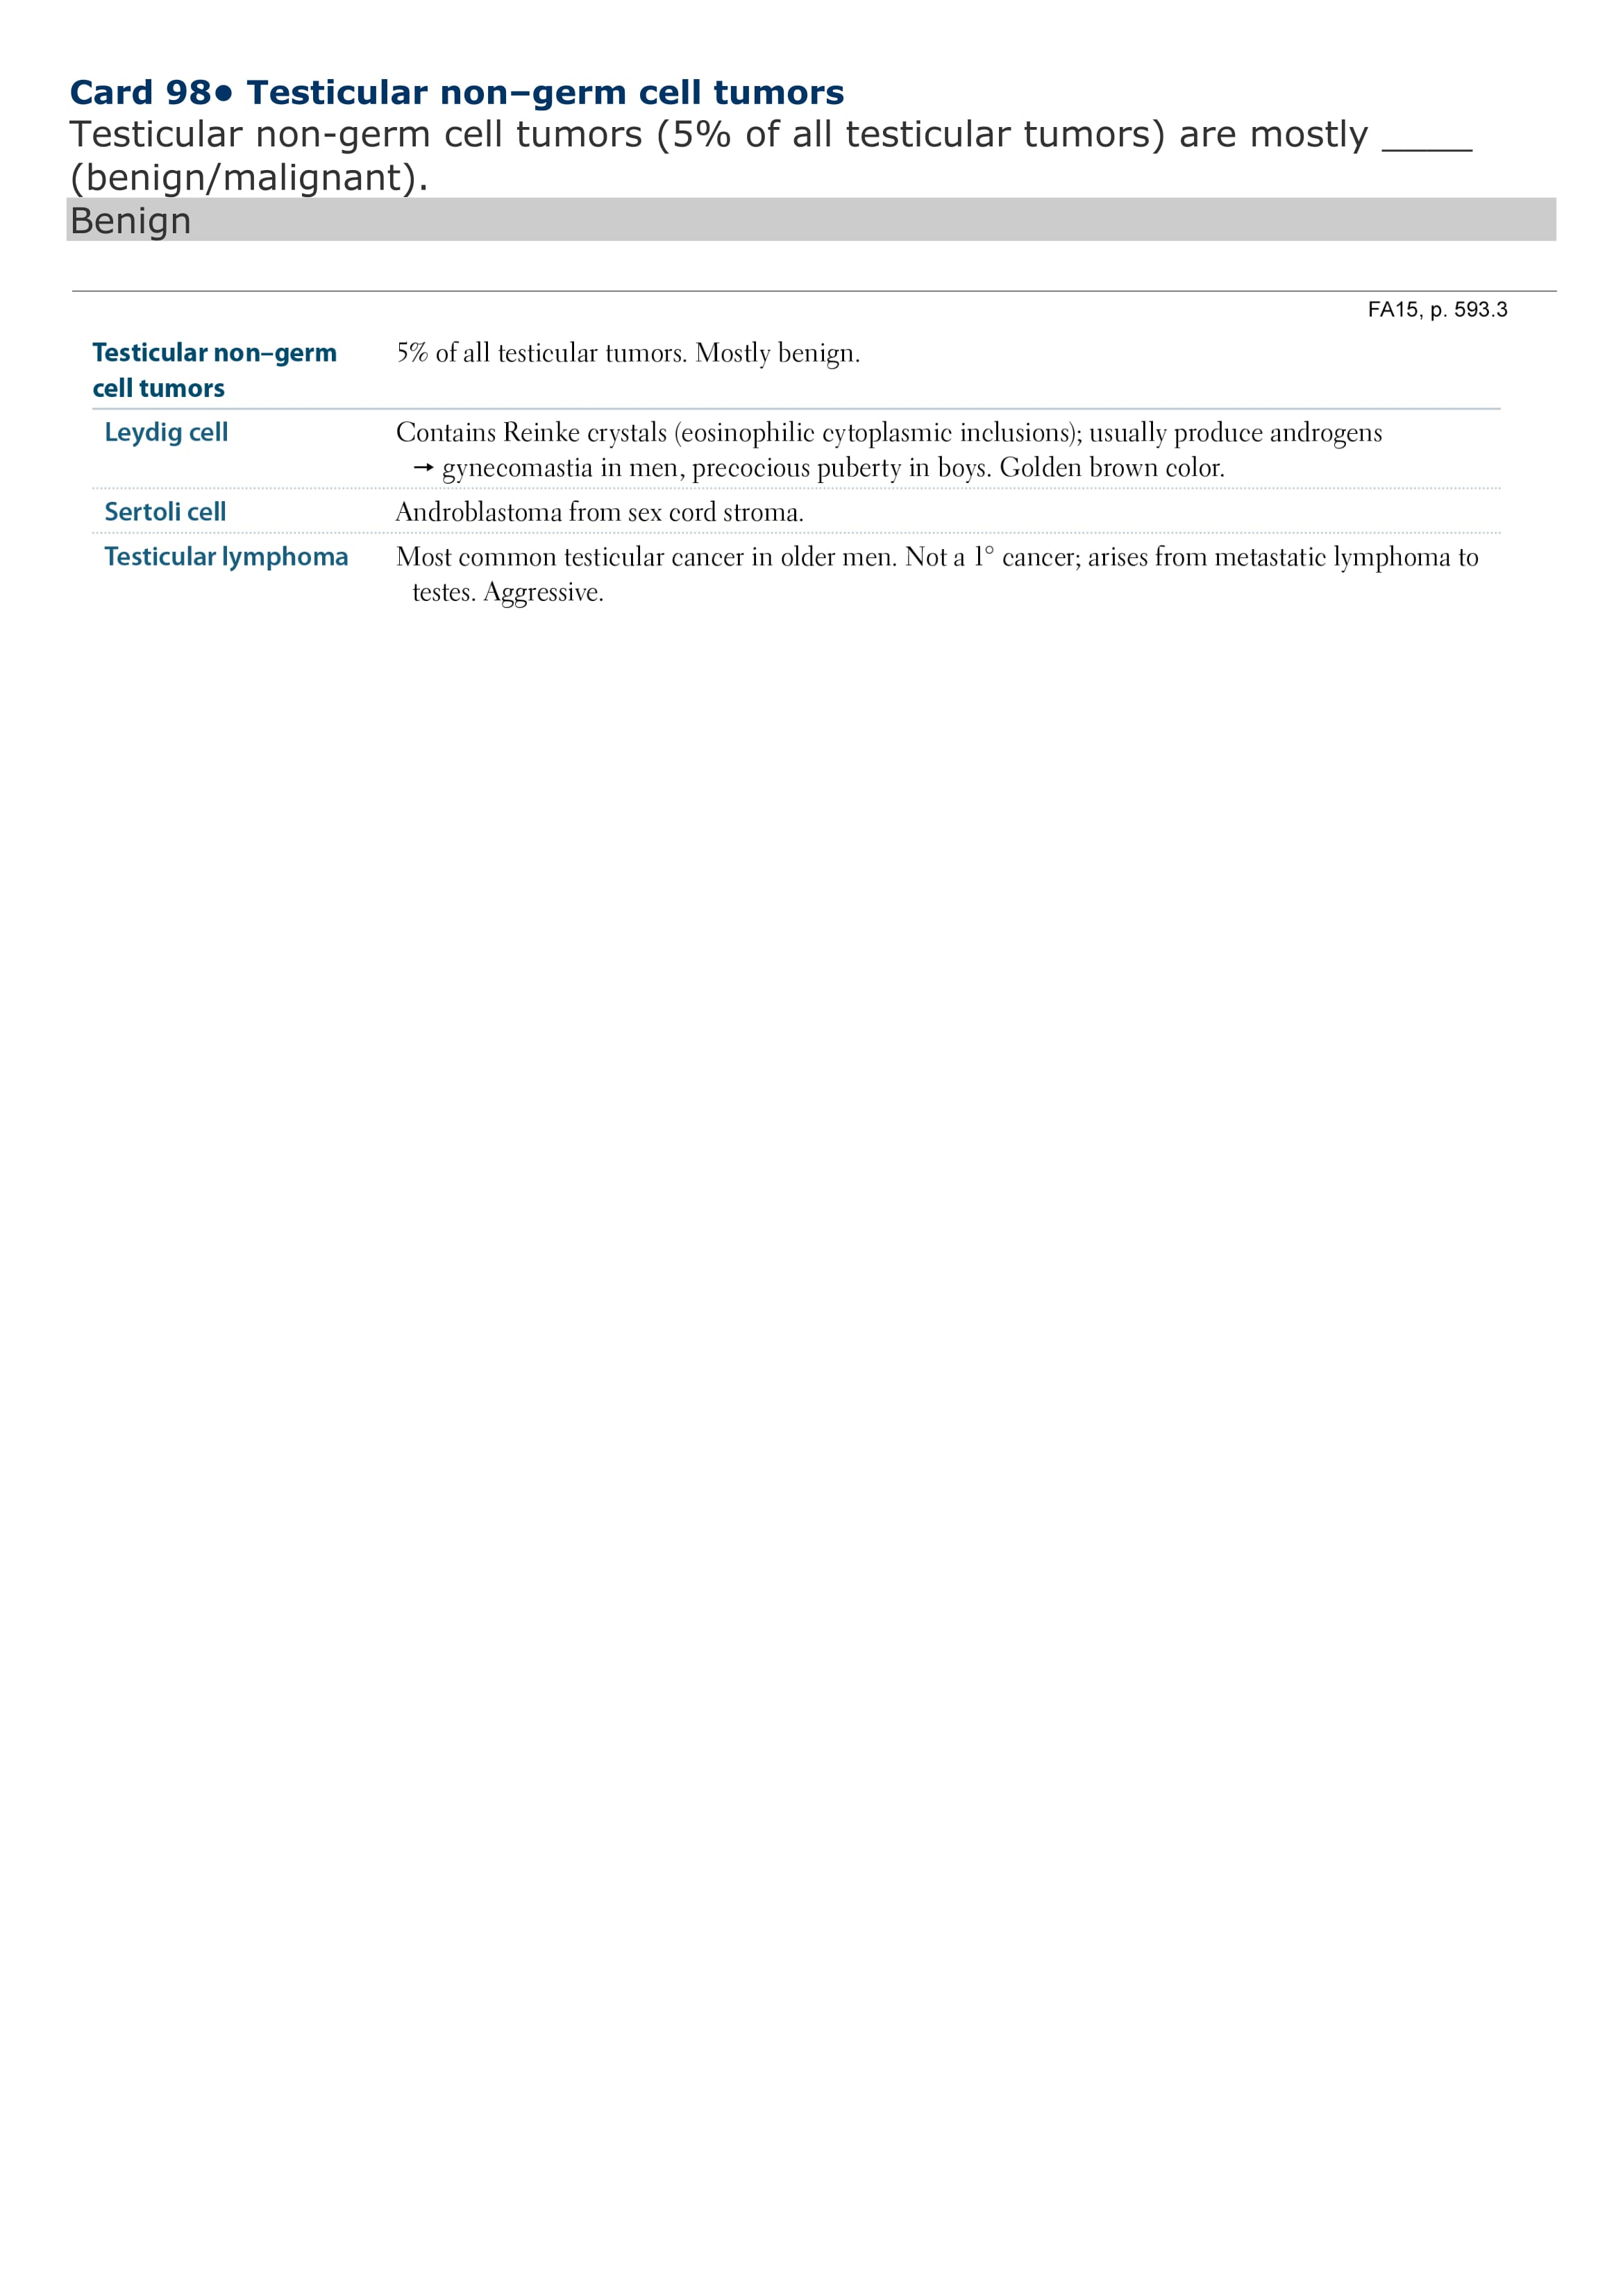 Card 98● Testicular non–germ cell tumors
Testicular non-germ cell tumors (5% of all testicular tumors) are mostly _____
(benign/malignant).
Benign
FA15, p. 593.3
Testicular non–germ 5% of all testicular tumors. Mostly benign.
cell tumors
Leydig cell Contains Reinke crystals (eosinophilic cytoplasmic inclusions); usually produce androgens
→ gynecomastia in men, precocious puberty in boys. Golden brown color.
Sertoli cell Androblastoma from sex cord stroma.
Testicular lymphoma Most common testicular cancer in older men. Not a 1° cancer; arises from metastatic lymphoma to
testes. Aggressive.